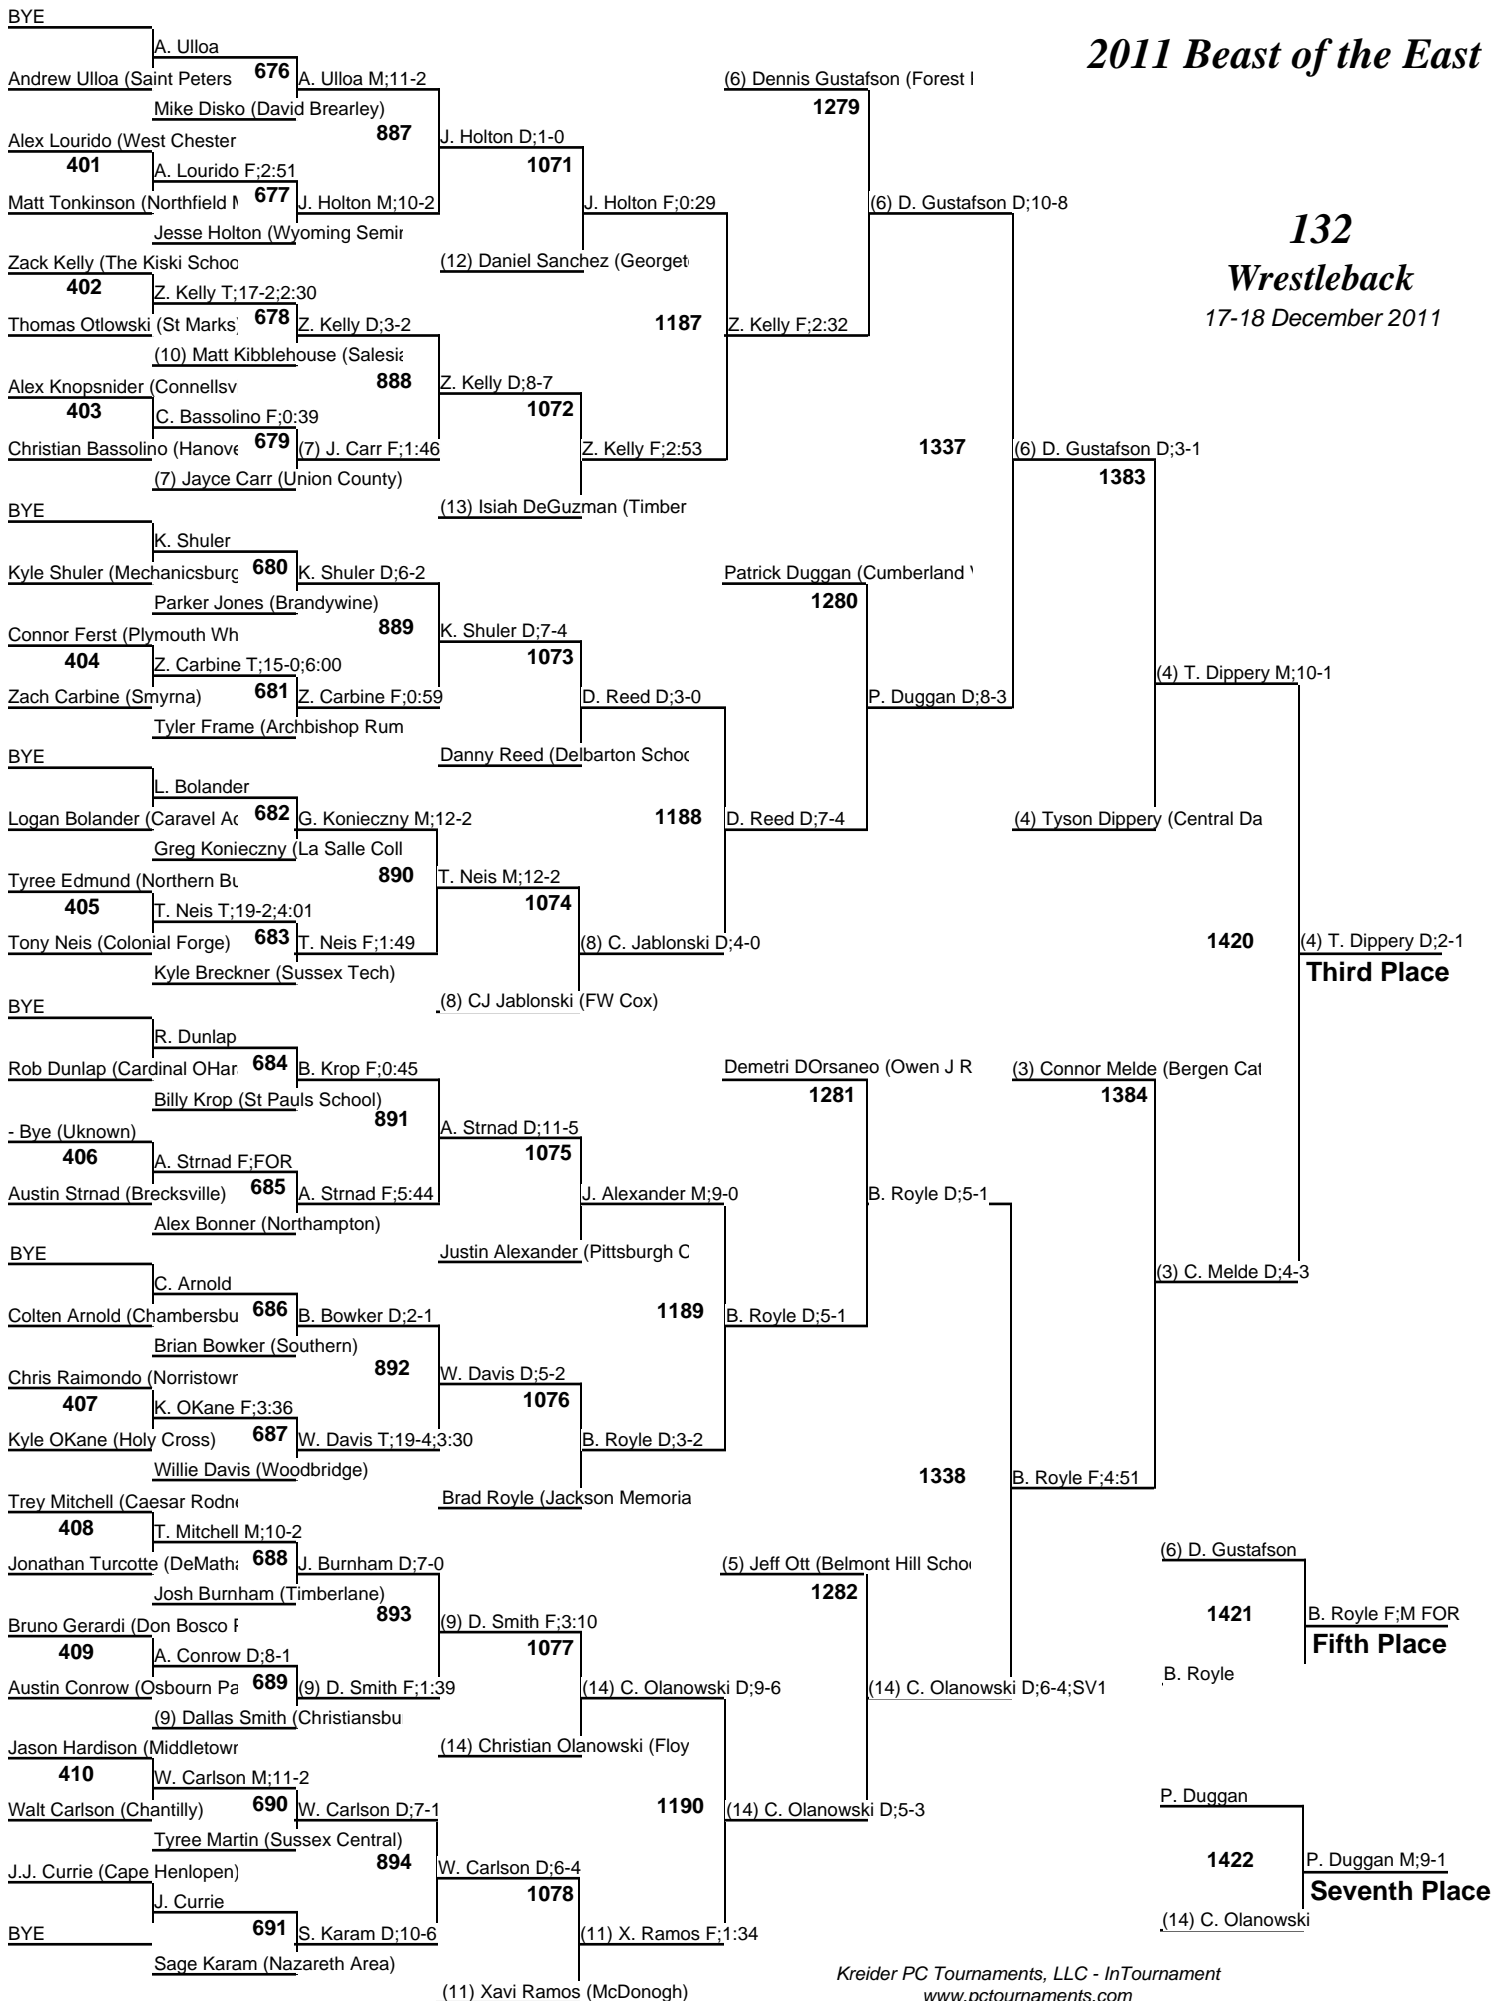 2011 Beast of the East
132
Wrestleback
17-18 December 2011
BYE
A. Ulloa
Andrew Ulloa (Saint Peters
676
A. Ulloa M;11-2
Mike Disko (David Brearley)
887
Alex Lourido (West Chester
401
A. Lourido F;2:51
Matt Tonkinson (Northfield M
677
J. Holton M;10-2
Jesse Holton (Wyoming Semir
Zack Kelly (The Kiski Schoo
402
Z. Kelly T;17-2;2:30
Thomas Otlowski (St Marks)
678
Z. Kelly D;3-2
(10) Matt Kibblehouse (Salesia
888
Alex Knopsnider (Connellsv
403
C. Bassolino F;0:39
Christian Bassolino (Hanove
679
(7) J. Carr F;1:46
(7) Jayce Carr (Union County)
BYE
K. Shuler
Kyle Shuler (Mechanicsburg
680
K. Shuler D;6-2
Parker Jones (Brandywine)
889
Connor Ferst (Plymouth Wh
404
Z. Carbine T;15-0;6:00
Zach Carbine (Smyrna)
681
Z. Carbine F;0:59
Tyler Frame (Archbishop Rum
BYE
L. Bolander
Logan Bolander (Caravel Ac
682
G. Konieczny M;12-2
Greg Konieczny (La Salle Coll
890
Tyree Edmund (Northern Bu
405
T. Neis T;19-2;4:01
Tony Neis (Colonial Forge)
683
T. Neis F;1:49
Kyle Breckner (Sussex Tech)
BYE
R. Dunlap
Rob Dunlap (Cardinal OHar
684
B. Krop F;0:45
Billy Krop (St Pauls School)
891
- Bye (Uknown)
406
A. Strnad F;FOR
Austin Strnad (Brecksville)
685
A. Strnad F;5:44
Alex Bonner (Northampton)
BYE
C. Arnold
Colten Arnold (Chambersbu
686
B. Bowker D;2-1
Brian Bowker (Southern)
892
Chris Raimondo (Norristowr
407
K. OKane F;3:36
Kyle OKane (Holy Cross)
687
W. Davis T;19-4;3:30
Willie Davis (Woodbridge)
Trey Mitchell (Caesar Rodne
408
T. Mitchell M;10-2
Jonathan Turcotte (DeMatha
688
J. Burnham D;7-0
Josh Burnham (Timberlane)
893
Bruno Gerardi (Don Bosco P
409
A. Conrow D;8-1
Austin Conrow (Osbourn Pa
689
(9) D. Smith F;1:39
(9) Dallas Smith (Christiansbu
Jason Hardison (Middletowr
410
W. Carlson M;11-2
Walt Carlson (Chantilly)
690
W. Carlson D;7-1
Tyree Martin (Sussex Central)
894
J.J. Currie (Cape Henlopen)
J. Currie
BYE
691
S. Karam D;10-6
Sage Karam (Nazareth Area)
J. Holton D;1-0
1071
J. Holton F;0:29
(12) Daniel Sanchez (Georgeto
1187
Z. Kelly F;2:32
Z. Kelly D;8-7
1072
Z. Kelly F;2:53
(13) Isiah DeGuzman (Timber
K. Shuler D;7-4
1073
D. Reed D;3-0
Danny Reed (Delbarton Schoo
1188
D. Reed D;7-4
T. Neis M;12-2
1074
(8) C. Jablonski D;4-0
(8) CJ Jablonski (FW Cox)
A. Strnad D;11-5
1075
J. Alexander M;9-0
Justin Alexander (Pittsburgh C
1189
B. Royle D;5-1
W. Davis D;5-2
1076
B. Royle D;3-2
Brad Royle (Jackson Memoria
(9) D. Smith F;3:10
1077
(14) C. Olanowski D;9-6
(14) Christian Olanowski (Floy
1190
(14) C. Olanowski D;5-3
W. Carlson D;6-4
1078
(11) X. Ramos F;1:34
(11) Xavi Ramos (McDonogh)
(6) Dennis Gustafson (Forest P
1279
(6) D. Gustafson D;10-8
1337
(6) D. Gustafson D;3-1
Patrick Duggan (Cumberland V
1280
P. Duggan D;8-3
1383
(4) T. Dippery M;10-1
(4) Tyson Dippery (Central Da
1420
(4) T. Dippery D;2-1
Third Place
Demetri DOrsaneo (Owen J R
1281
B. Royle D;5-1
(3) Connor Melde (Bergen Cat
1384
(3) C. Melde D;4-3
1338
B. Royle F;4:51
(5) Jeff Ott (Belmont Hill Schoo
1282
(14) C. Olanowski D;6-4;SV1
(6) D. Gustafson
1421
B. Royle F;M FOR
Fifth Place
B. Royle
P. Duggan
1422
P. Duggan M;9-1
Seventh Place
(14) C. Olanowski
Kreider PC Tournaments, LLC - InTournament
www.pctournaments.com